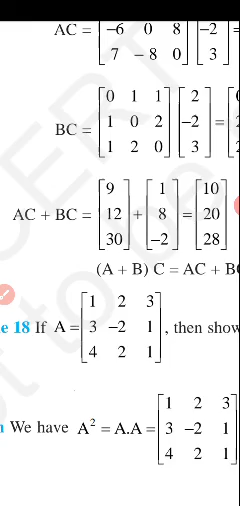 AC = [−6 0 8 / 7 −8 0] [−2 / 3] =
BC = [0 1 1 / 1 0 2 / 1 2 0] [2 / −2 / 3] =
AC + BC = [9 / 12 / 30] + [1 / 8 / −2] = [10 / 20 / 28]
(A + B) C = AC + B
e 18 If A = [1 2 3 / 3 −2 1 / 4 2 1], then show
We have A² = A.A = [1 2 3 / 3 −2 1 / 4 2 1]